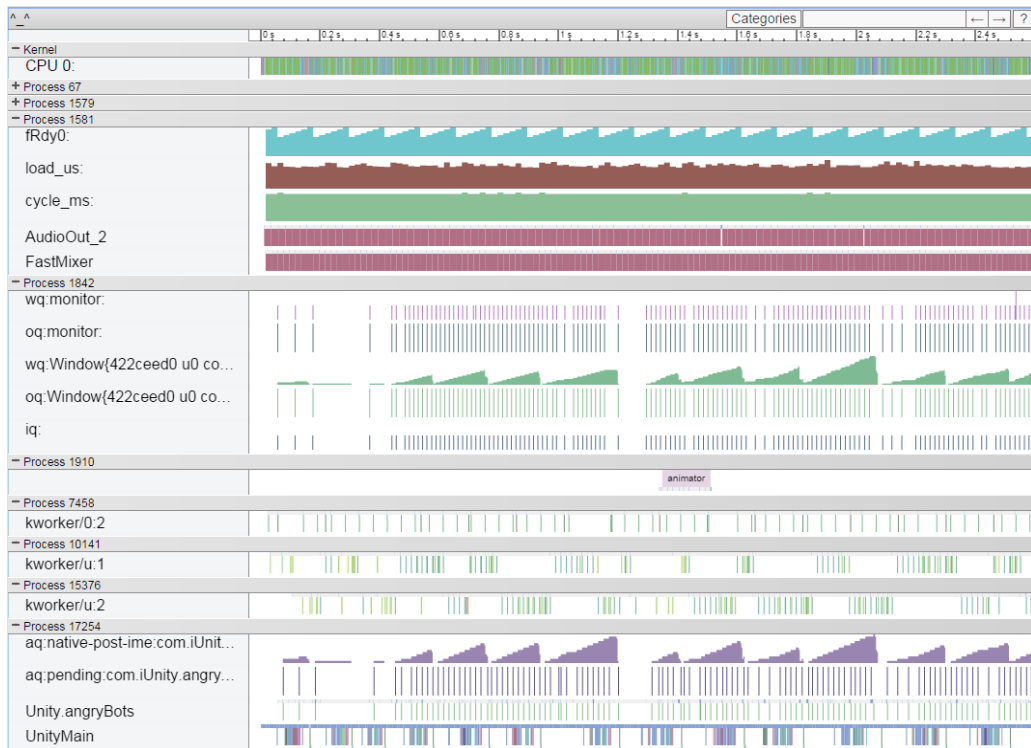 ^_^ Categories ← → ?
0 s 0.2 s 0.4 s 0.6 s 0.8 s 1 s 1.2 s 1.4 s 1.6 s 1.8 s 2 s 2.2 s 2.4 s
− Kernel
CPU 0:
+ Process 67
+ Process 1579
− Process 1581
fRdy0:
load_us:
cycle_ms:
AudioOut_2
FastMixer
− Process 1842
wq:monitor:
oq:monitor:
wq:Window{422ceed0 u0 co...
oq:Window{422ceed0 u0 co...
iq:
− Process 1910
animator
− Process 7458
kworker/0:2
− Process 10141
kworker/u:1
− Process 15376
kworker/u:2
− Process 17254
aq:native-post-ime:com.iUnit...
aq:pending:com.iUnity.angry...
Unity.angryBots
UnityMain